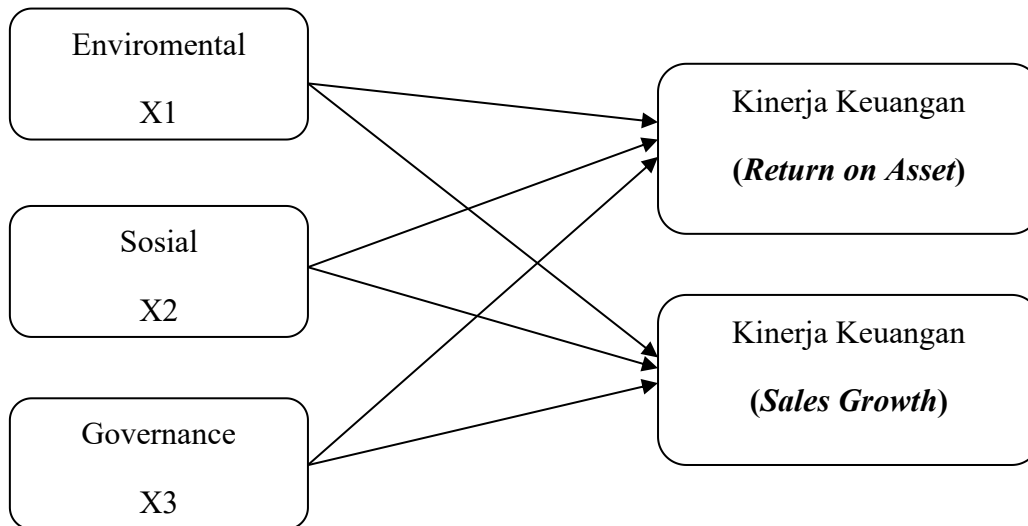 Enviromental
X1
Sosial
X2
Governance
X3
Kinerja Keuangan
(Return on Asset)
Kinerja Keuangan
(Sales Growth)